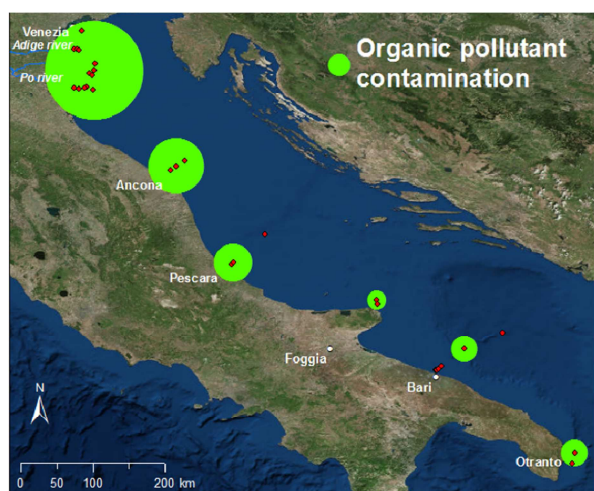 Venezia
Adige river
Po river
Organic pollutant
contamination
Ancona
Pescara
Foggia
Bari
Otranto
N
0 50 100 200 km